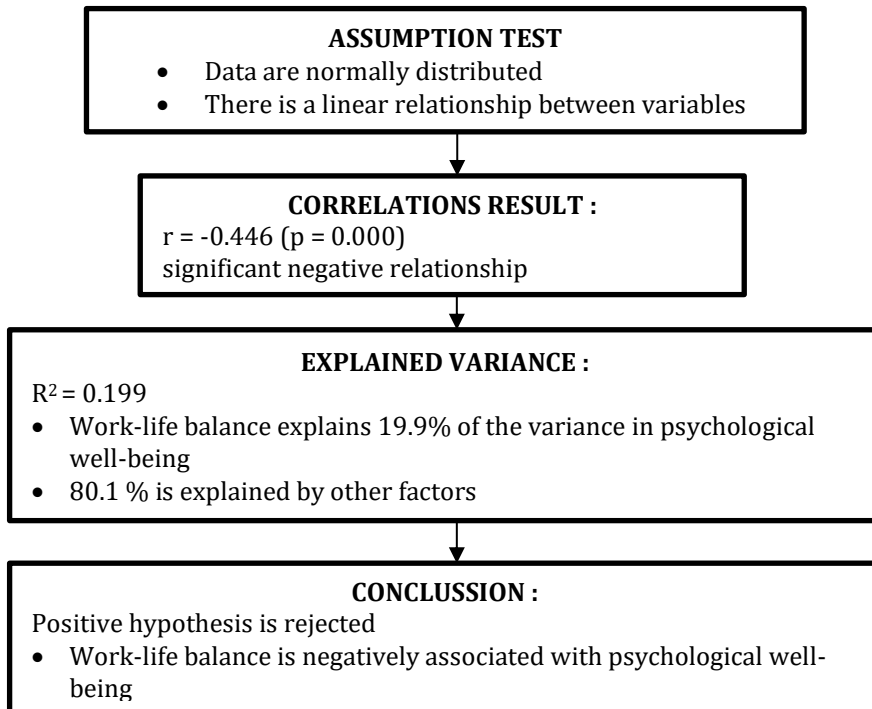 ASSUMPTION TEST
• Data are normally distributed
• There is a linear relationship between variables
CORRELATIONS RESULT :
r = -0.446 (p = 0.000)
significant negative relationship
EXPLAINED VARIANCE :
R² = 0.199
• Work-life balance explains 19.9% of the variance in psychological
well-being
• 80.1 % is explained by other factors
CONCLUSSION :
Positive hypothesis is rejected
• Work-life balance is negatively associated with psychological well-
being